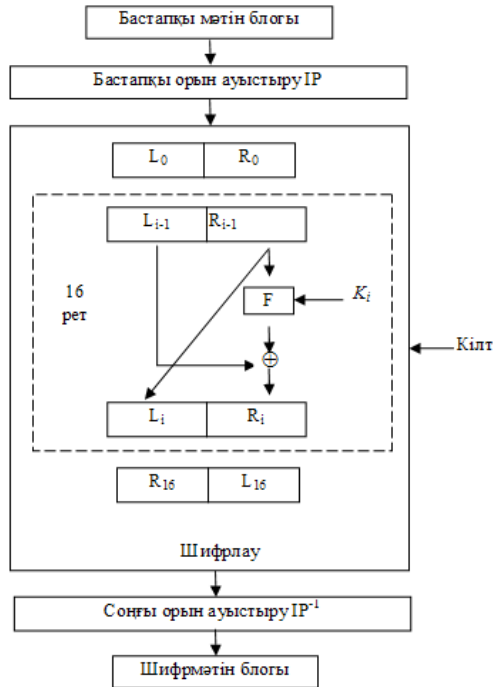 Бастапқы мәтін блогы
Бастапқы орын ауыстыру IP
L0 R0
Li-1 Ri-1
16
рет
F
Ki
⊕
Кілт
Li Ri
R16 L16
Шифрлау
Соңғы орын ауыстыру IP-1
Шифрмәтін блогы